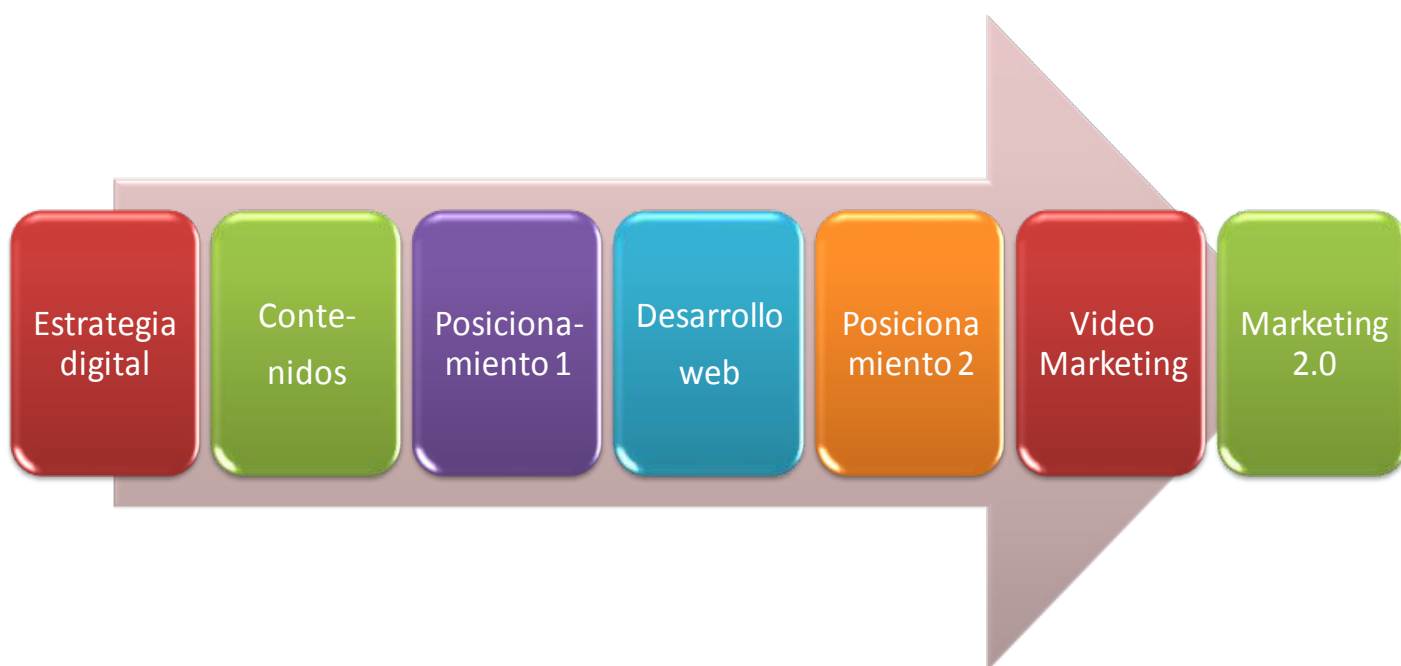 Estrategia
digital
Conte-
nidos
Posiciona-
miento 1
Desarrollo
web
Posiciona
miento 2
Video
Marketing
Marketing
2.0